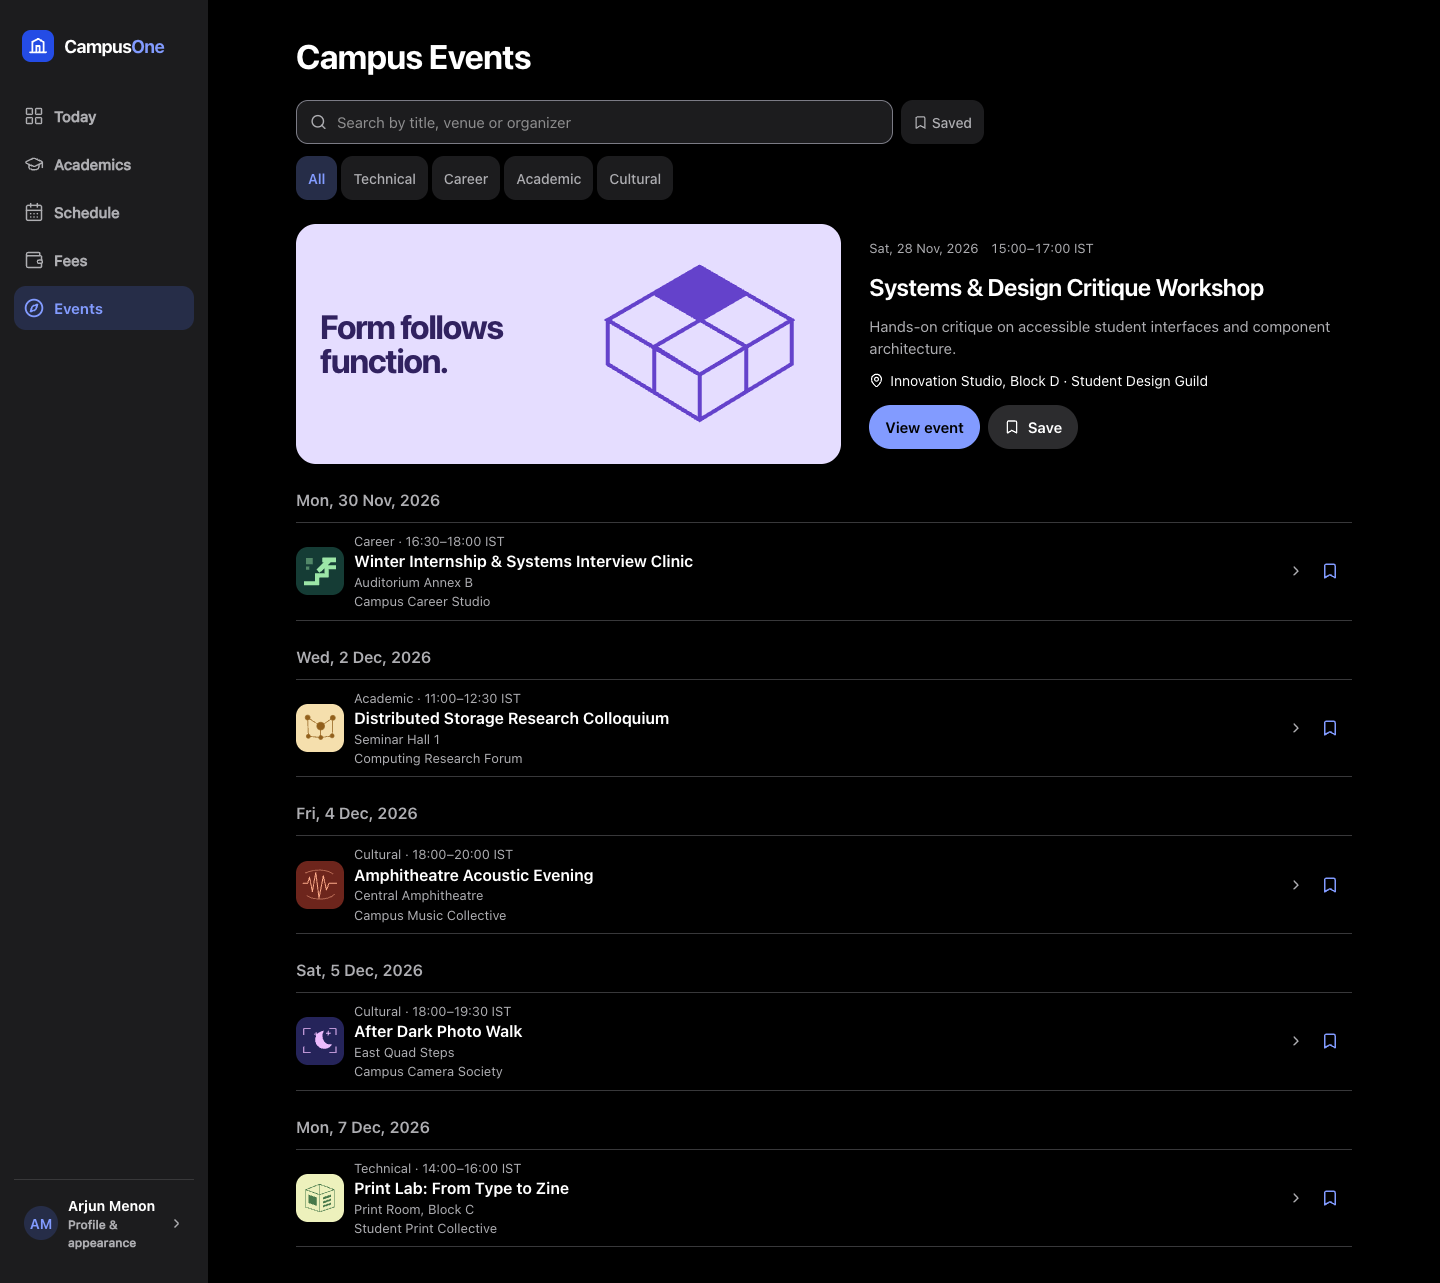 CampusOne
Today
Academics
Schedule
Fees
Events
AM
Arjun Menon
Profile &
appearance
Campus Events
Search by title, venue or organizer
Saved
All
Technical
Career
Academic
Cultural
Form follows
function.
Sat, 28 Nov, 2026 15:00–17:00 IST
Systems & Design Critique Workshop
Hands-on critique on accessible student interfaces and component
architecture.
Innovation Studio, Block D · Student Design Guild
View event
Save
Mon, 30 Nov, 2026
Career · 16:30–18:00 IST
Winter Internship & Systems Interview Clinic
Auditorium Annex B
Campus Career Studio
Wed, 2 Dec, 2026
Academic · 11:00–12:30 IST
Distributed Storage Research Colloquium
Seminar Hall 1
Computing Research Forum
Fri, 4 Dec, 2026
Cultural · 18:00–20:00 IST
Amphitheatre Acoustic Evening
Central Amphitheatre
Campus Music Collective
Sat, 5 Dec, 2026
Cultural · 18:00–19:30 IST
After Dark Photo Walk
East Quad Steps
Campus Camera Society
Mon, 7 Dec, 2026
Technical · 14:00–16:00 IST
Print Lab: From Type to Zine
Print Room, Block C
Student Print Collective